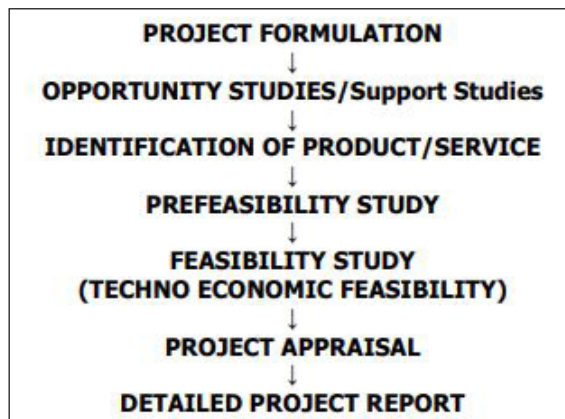 PROJECT FORMULATION
↓
OPPORTUNITY STUDIES/Support Studies
↓
IDENTIFICATION OF PRODUCT/SERVICE
↓
PREFEASIBILITY STUDY
↓
FEASIBILITY STUDY
(TECHNO ECONOMIC FEASIBILITY)
↓
PROJECT APPRAISAL
↓
DETAILED PROJECT REPORT